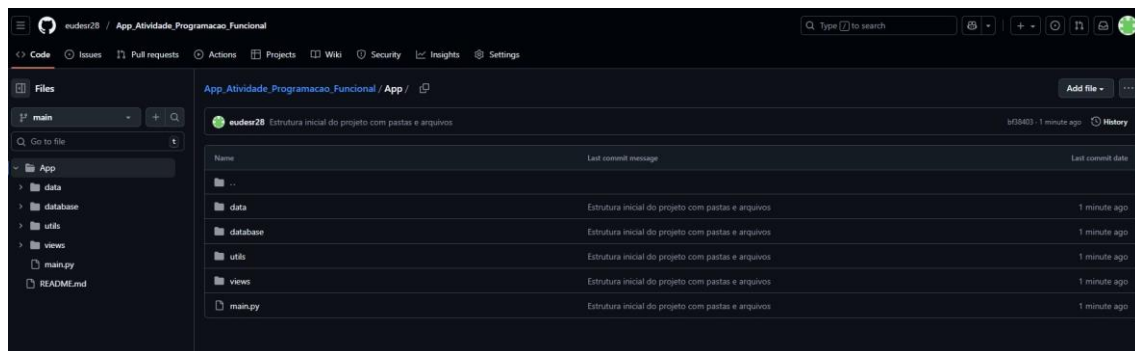 eudesr28 / App_Atividade_Programacao_Funcional
Type / to search
Code Issues Pull requests Actions Projects Wiki Security Insights Settings
Files
main
Go to file
t
App
data
database
utils
views
main.py
README.md
App_Atividade_Programacao_Funcional / App /
Add file
eudesr28 Estrutura inicial do projeto com pastas e arquivos
bf38403 · 1 minute ago History
Name Last commit message Last commit date
..
data Estrutura inicial do projeto com pastas e arquivos 1 minute ago
database Estrutura inicial do projeto com pastas e arquivos 1 minute ago
utils Estrutura inicial do projeto com pastas e arquivos 1 minute ago
views Estrutura inicial do projeto com pastas e arquivos 1 minute ago
main.py Estrutura inicial do projeto com pastas e arquivos 1 minute ago